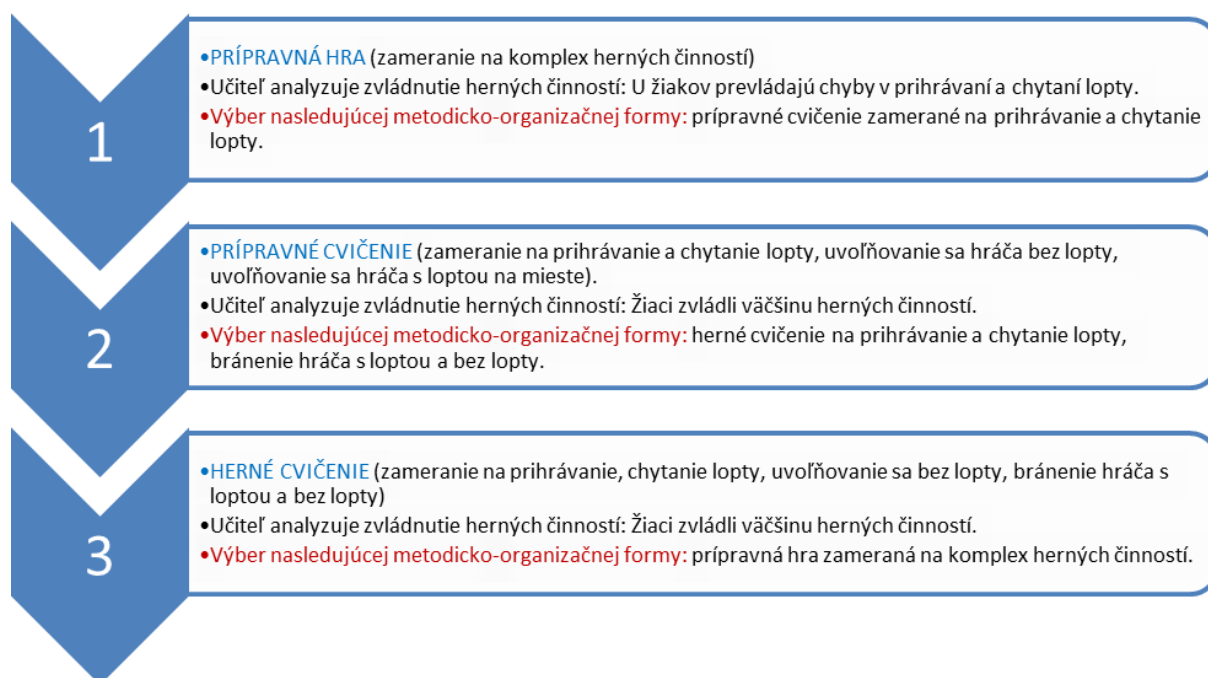 1
•PRÍPRAVNÁ HRA (zameranie na komplex herných činností)
•Učiteľ analyzuje zvládnutie herných činností: U žiakov prevládajú chyby v prihrávaní a chytaní lopty.
•Výber nasledujúcej metodicko-organizačnej formy: prípravné cvičenie zamerané na prihrávanie a chytanie
lopty.
2
•PRÍPRAVNÉ CVIČENIE (zameranie na prihrávanie a chytanie lopty, uvoľňovanie sa hráča bez lopty,
uvoľňovanie sa hráča s loptou na mieste).
•Učiteľ analyzuje zvládnutie herných činností: Žiaci zvládli väčšinu herných činností.
•Výber nasledujúcej metodicko-organizačnej formy: herné cvičenie na prihrávanie a chytanie lopty,
bránenie hráča s loptou a bez lopty.
3
•HERNÉ CVIČENIE (zameranie na prihrávanie, chytanie lopty, uvoľňovanie sa bez lopty, bránenie hráča s
loptou a bez lopty)
•Učiteľ analyzuje zvládnutie herných činností: Žiaci zvládli väčšinu herných činností.
•Výber nasledujúcej metodicko-organizačnej formy: prípravná hra zameraná na komplex herných činností.